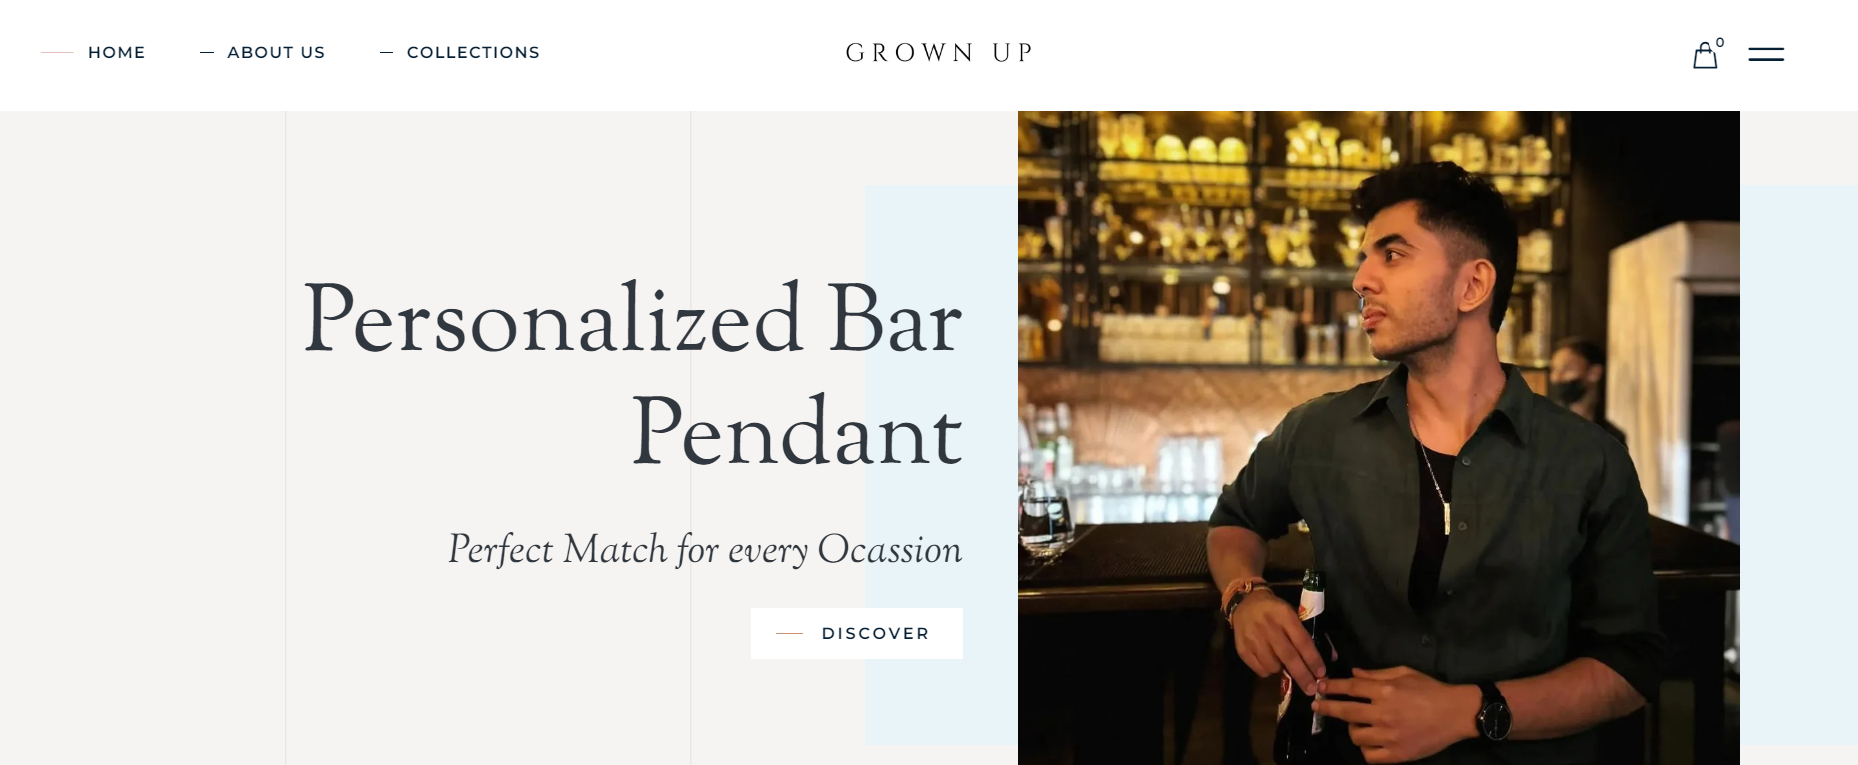 HOME
ABOUT US
COLLECTIONS
GROWN UP
0
Personalized Bar
Pendant
Perfect Match for every Ocassion
DISCOVER